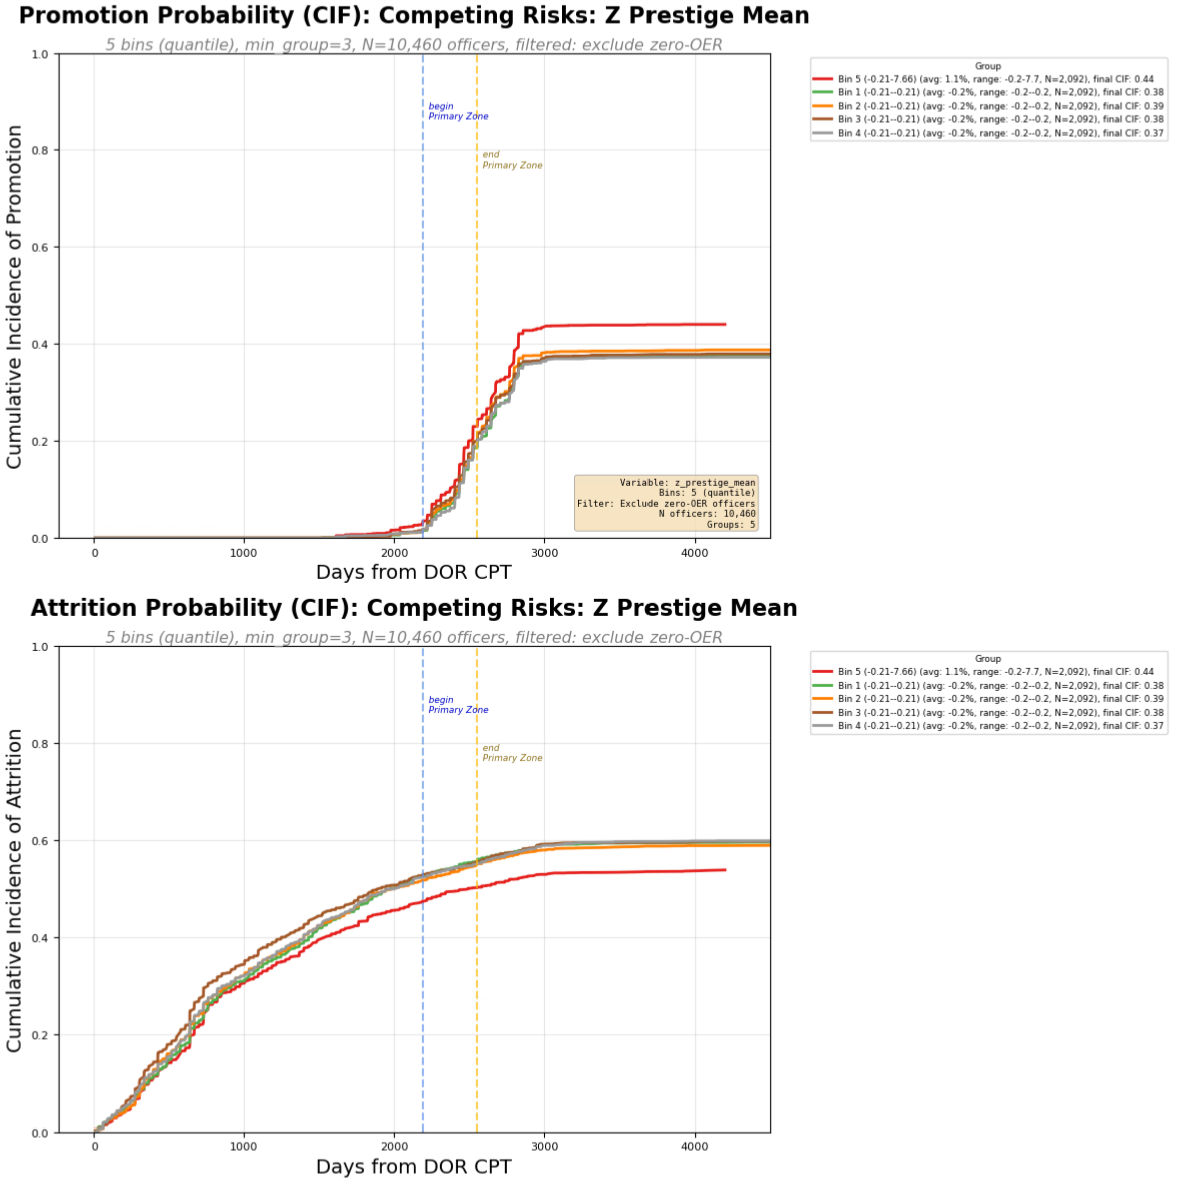 Promotion Probability (CIF): Competing Risks: Z Prestige Mean
5 bins (quantile), min_group=3, N=10,460 officers, filtered: exclude zero-OER
Cumulative Incidence of Promotion
1.0
0.8
0.6
0.4
0.2
0.0
begin
Primary Zone
end
Primary Zone
Variable: z_prestige_mean
Bins: 5 (quantile)
Filter: Exclude zero-OER officers
N officers: 10,460
Groups: 5
0
1000
2000
3000
4000
Days from DOR CPT
Group
Bin 5 (-0.21-7.66) (avg: 1.1%, range: -0.2-7.7, N=2,092), final CIF: 0.44
Bin 1 (-0.21--0.21) (avg: -0.2%, range: -0.2--0.2, N=2,092), final CIF: 0.38
Bin 2 (-0.21--0.21) (avg: -0.2%, range: -0.2--0.2, N=2,092), final CIF: 0.39
Bin 3 (-0.21--0.21) (avg: -0.2%, range: -0.2--0.2, N=2,092), final CIF: 0.38
Bin 4 (-0.21--0.21) (avg: -0.2%, range: -0.2--0.2, N=2,092), final CIF: 0.37
Attrition Probability (CIF): Competing Risks: Z Prestige Mean
5 bins (quantile), min_group=3, N=10,460 officers, filtered: exclude zero-OER
Cumulative Incidence of Attrition
1.0
0.8
0.6
0.4
0.2
0.0
begin
Primary Zone
end
Primary Zone
0
1000
2000
3000
4000
Days from DOR CPT
Group
Bin 5 (-0.21-7.66) (avg: 1.1%, range: -0.2-7.7, N=2,092), final CIF: 0.44
Bin 1 (-0.21--0.21) (avg: -0.2%, range: -0.2--0.2, N=2,092), final CIF: 0.38
Bin 2 (-0.21--0.21) (avg: -0.2%, range: -0.2--0.2, N=2,092), final CIF: 0.39
Bin 3 (-0.21--0.21) (avg: -0.2%, range: -0.2--0.2, N=2,092), final CIF: 0.38
Bin 4 (-0.21--0.21) (avg: -0.2%, range: -0.2--0.2, N=2,092), final CIF: 0.37